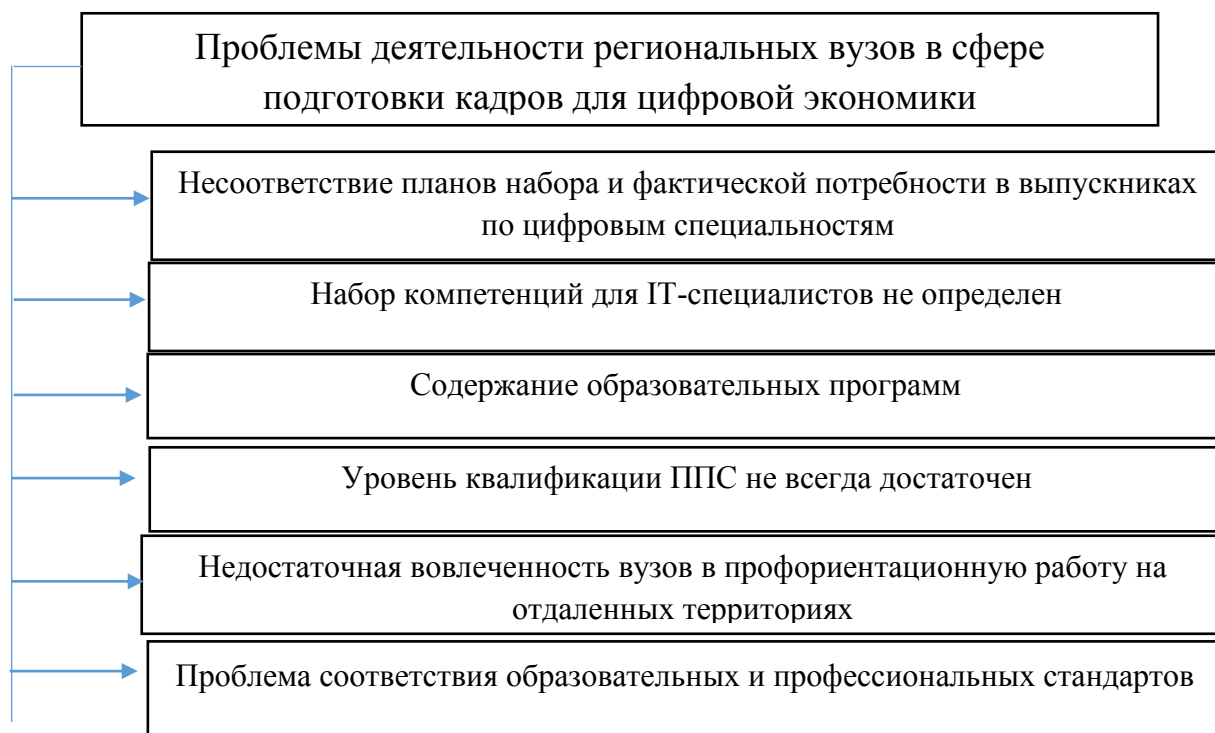 Проблемы деятельности региональных вузов в сфере
подготовки кадров для цифровой экономики
Несоответствие планов набора и фактической потребности в выпускниках
по цифровым специальностям
Набор компетенций для IT-специалистов не определен
Содержание образовательных программ
Уровень квалификации ППС не всегда достаточен
Недостаточная вовлеченность вузов в профориентационную работу на
отдаленных территориях
Проблема соответствия образовательных и профессиональных стандартов